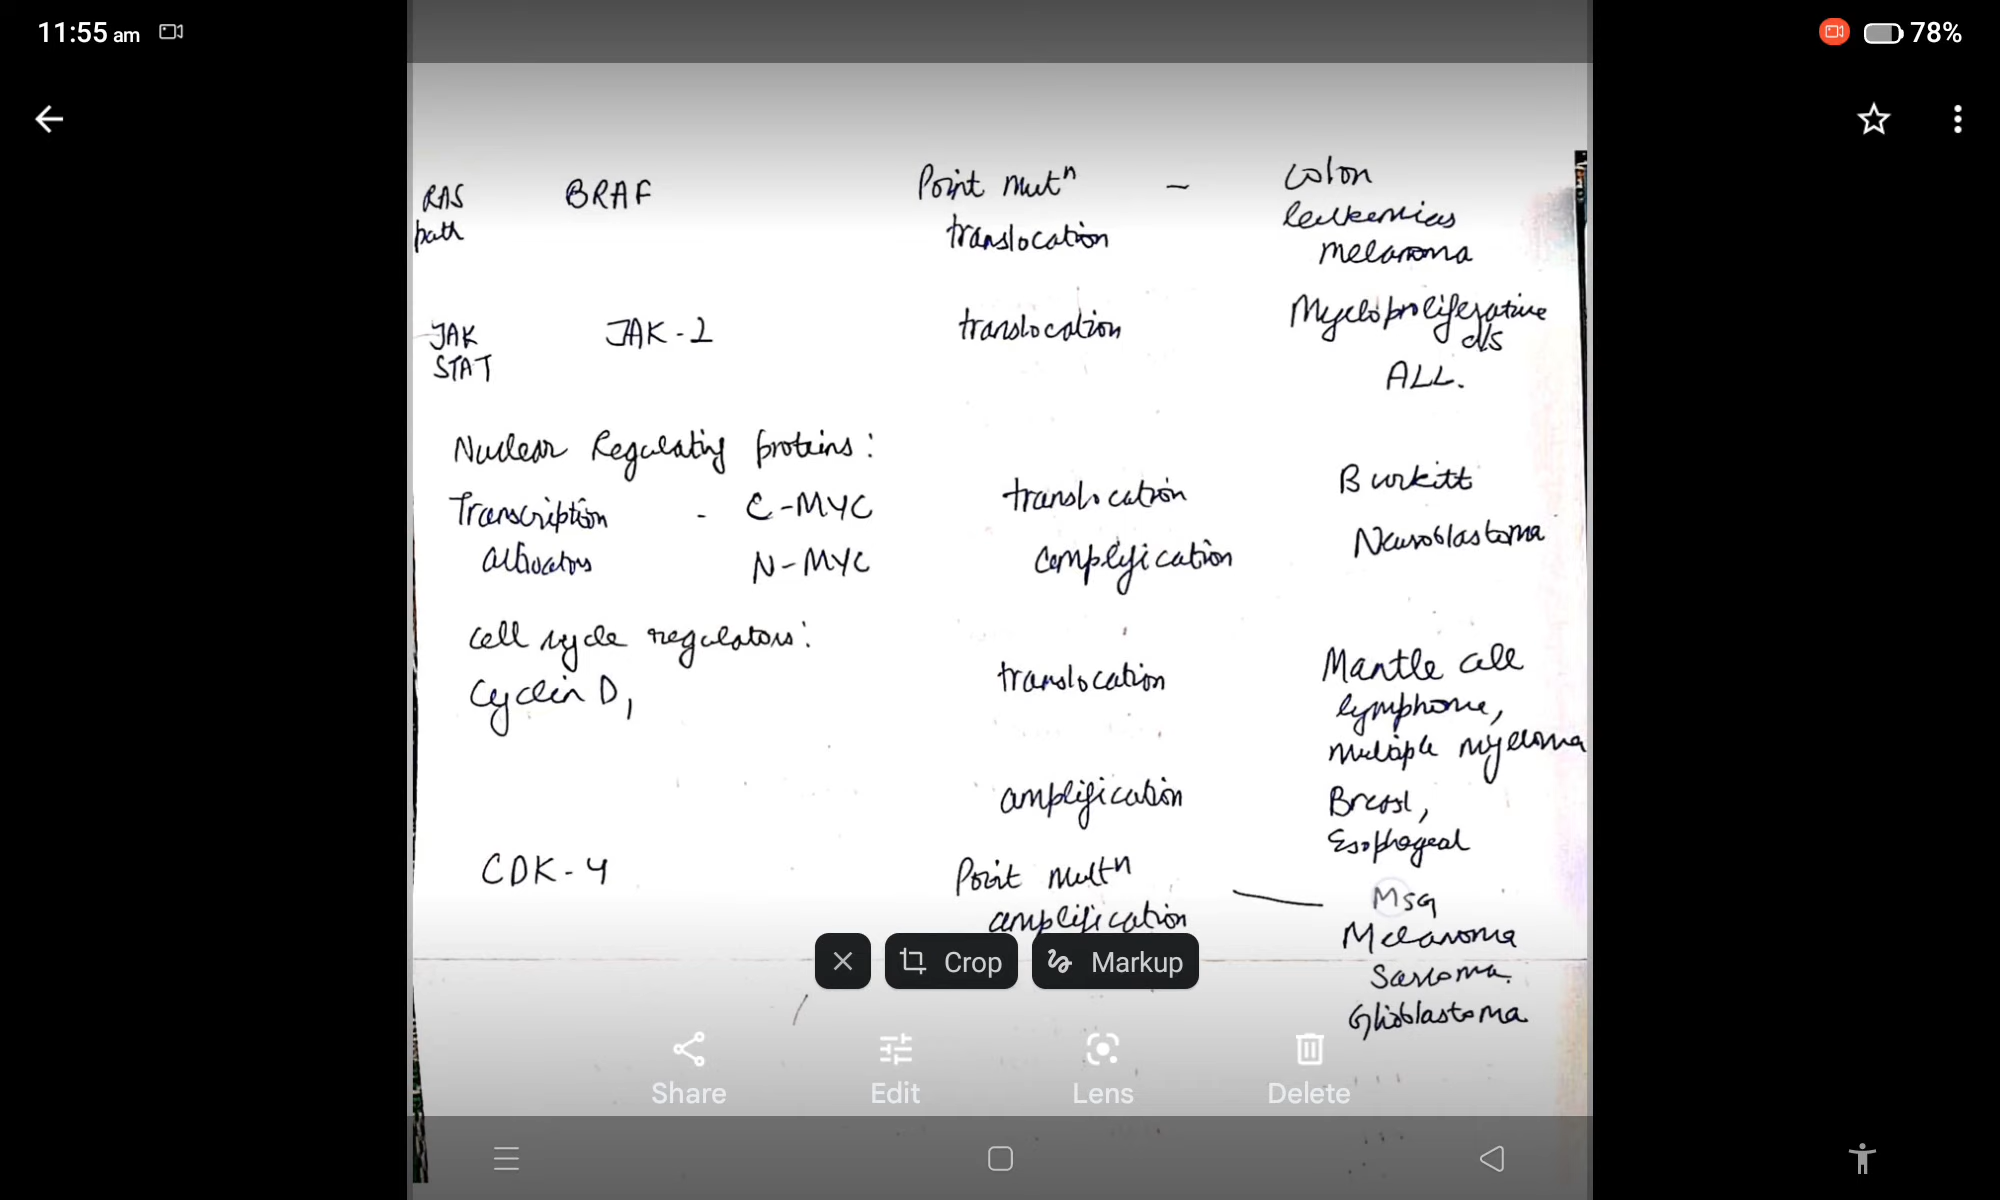 11:55 am 78%
RAS BRAF Point mutⁿ – colon
path translocation leukemias
melanoma
JAK JAK-2 translocation Myeloproliferative
STAT d/s
ALL.
Nuclear Regulating proteins:
Transcription - C-MYC translocation Burkitt
activators N-MYC amplification Neuroblastoma
cell cycle regulators:
Cyclin D1 translocation Mantle cell
lymphoma,
multiple myeloma
amplification Breast,
Esophageal
CDK-4 Point mutⁿ
amplification
Melanoma
Sarcoma
Glioblastoma
Crop Markup
Share Edit Lens Delete